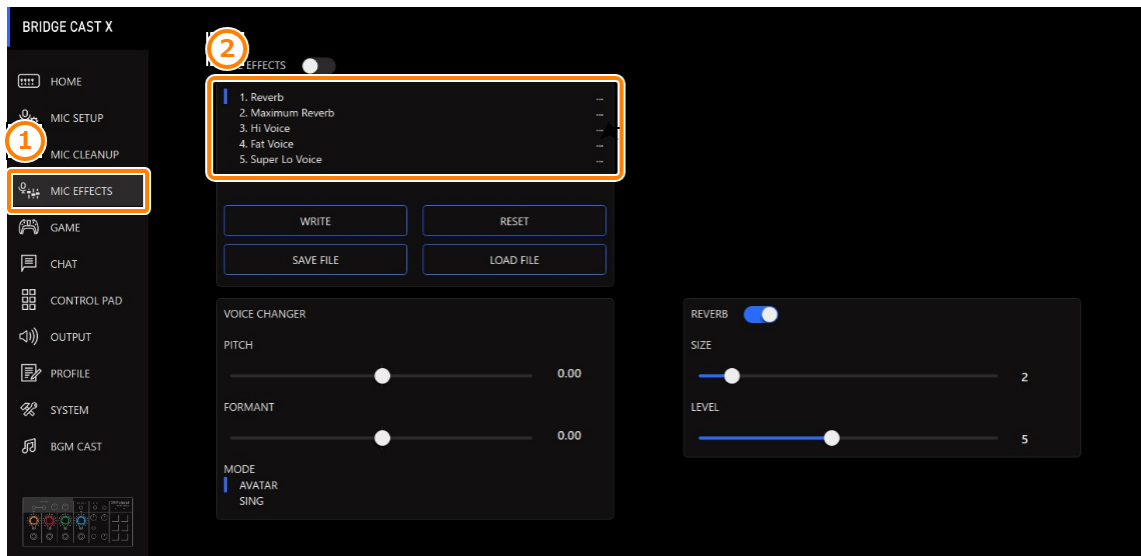 BRIDGE CAST X
2
EFFECTS
HOME
1. Reverb
2. Maximum Reverb
3. Hi Voice
4. Fat Voice
5. Super Lo Voice
MIC SETUP
1
MIC CLEANUP
MIC EFFECTS
GAME
CHAT
CONTROL PAD
OUTPUT
PROFILE
SYSTEM
BGM CAST
WRITE
RESET
SAVE FILE
LOAD FILE
VOICE CHANGER
PITCH
0.00
FORMANT
0.00
MODE
AVATAR
SING
REVERB
SIZE
2
LEVEL
5